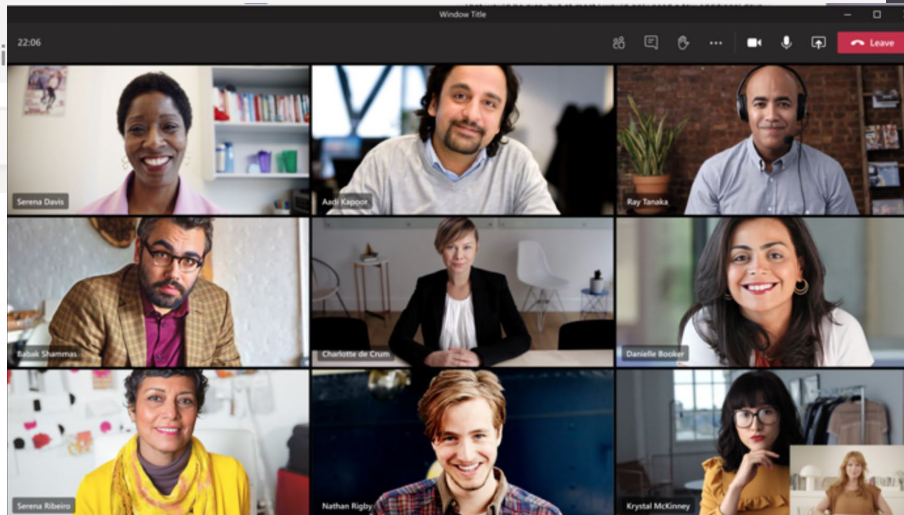 Window Title
22:06
Leave
Serena Davis
Aadi Kapoor
Ray Tanaka
Babak Shammas
Charlotte de Crum
Danielle Booker
Serena Ribeiro
Nathan Rigby
Krystal McKinney